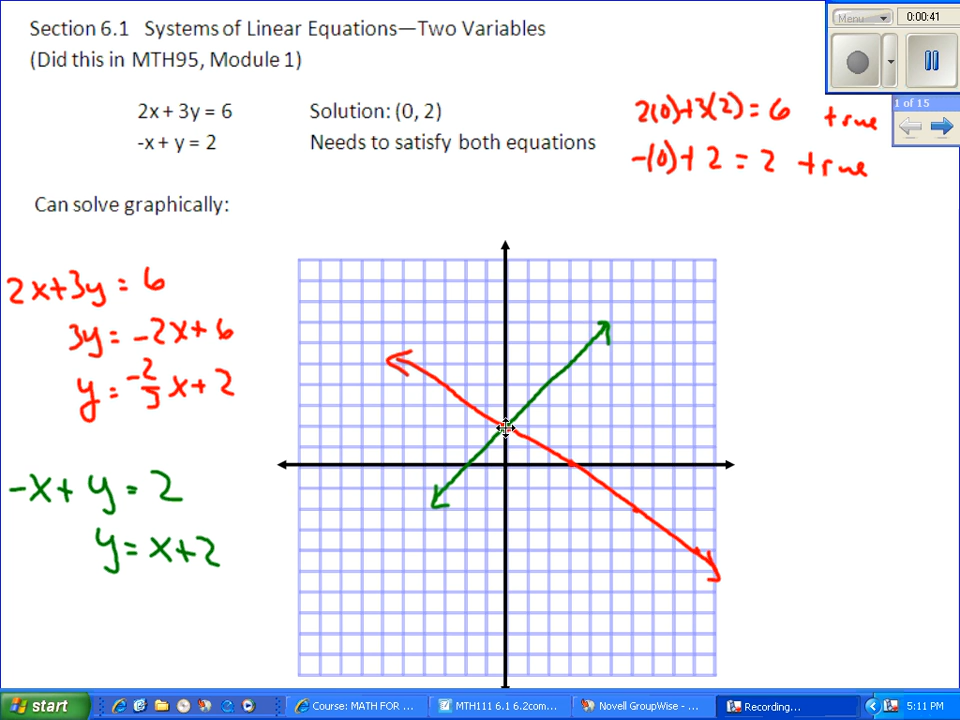 Section 6.1 Systems of Linear Equations—Two Variables
(Did this in MTH95, Module 1)
2x + 3y = 6 Solution: (0, 2)
-x + y = 2 Needs to satisfy both equations
2(0)+3(2) = 6 true
-(0)+2 = 2 true
Menu
0:00:41
1 of 15
Can solve graphically:
2x+3y = 6
3y = -2x+6
y = -2/3 x+2
-x+y = 2
y = x+2
start
Course: MATH FOR ...
MTH111 6.1 6.2com...
Novell GroupWise - ...
Recording...
5:11 PM